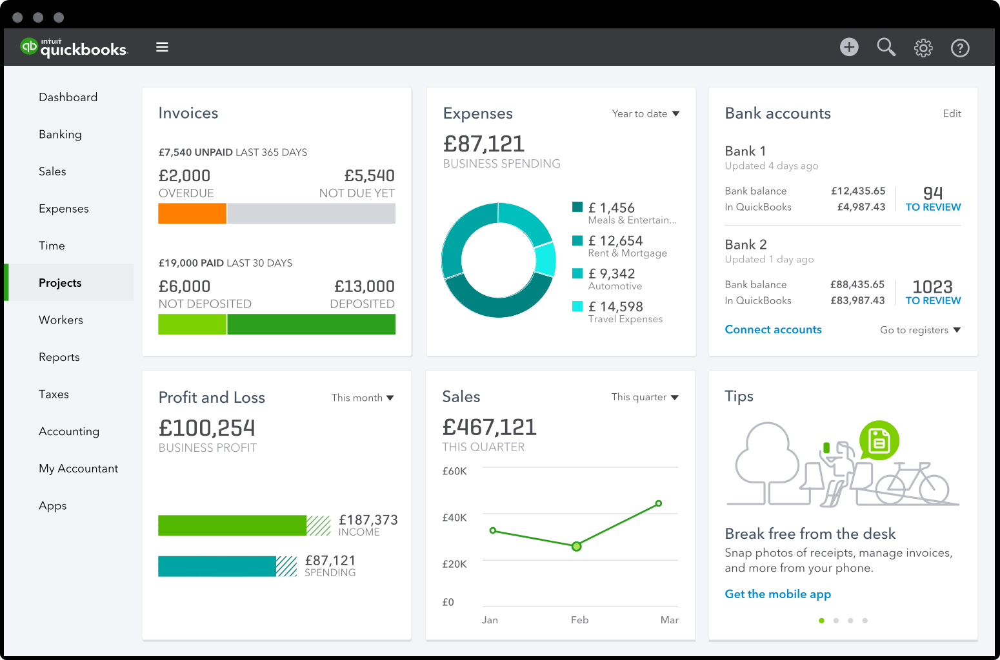 ıntuıt
quickbooks.
Dashboard
Banking
Sales
Expenses
Time
Projects
Workers
Reports
Taxes
Accounting
My Accountant
Apps
Invoices
£7,540 UNPAID LAST 365 DAYS
£2,000 £5,540
OVERDUE NOT DUE YET
£19,000 PAID LAST 30 DAYS
£6,000 £13,000
NOT DEPOSITED DEPOSITED
Expenses Year to date
£87,121
BUSINESS SPENDING
£ 1,456
Meals & Entertain...
£ 12,654
Rent & Mortgage
£ 9,342
Automotive
£ 14,598
Travel Expenses
Bank accounts Edit
Bank 1
Updated 4 days ago
Bank balance £12,435.65 94
In QuickBooks £4,987.43 TO REVIEW
Bank 2
Updated 1 day ago
Bank balance £88,435.65 1023
In QuickBooks £83,987.43 TO REVIEW
Connect accounts Go to registers
Profit and Loss This month
£100,254
BUSINESS PROFIT
£187,373
INCOME
£87,121
SPENDING
Sales This quarter
£467,121
THIS QUARTER
£60K
£40K
£20K
£0
Jan Feb Mar
Tips
Break free from the desk
Snap photos of receipts, manage invoices,
and more from your phone.
Get the mobile app